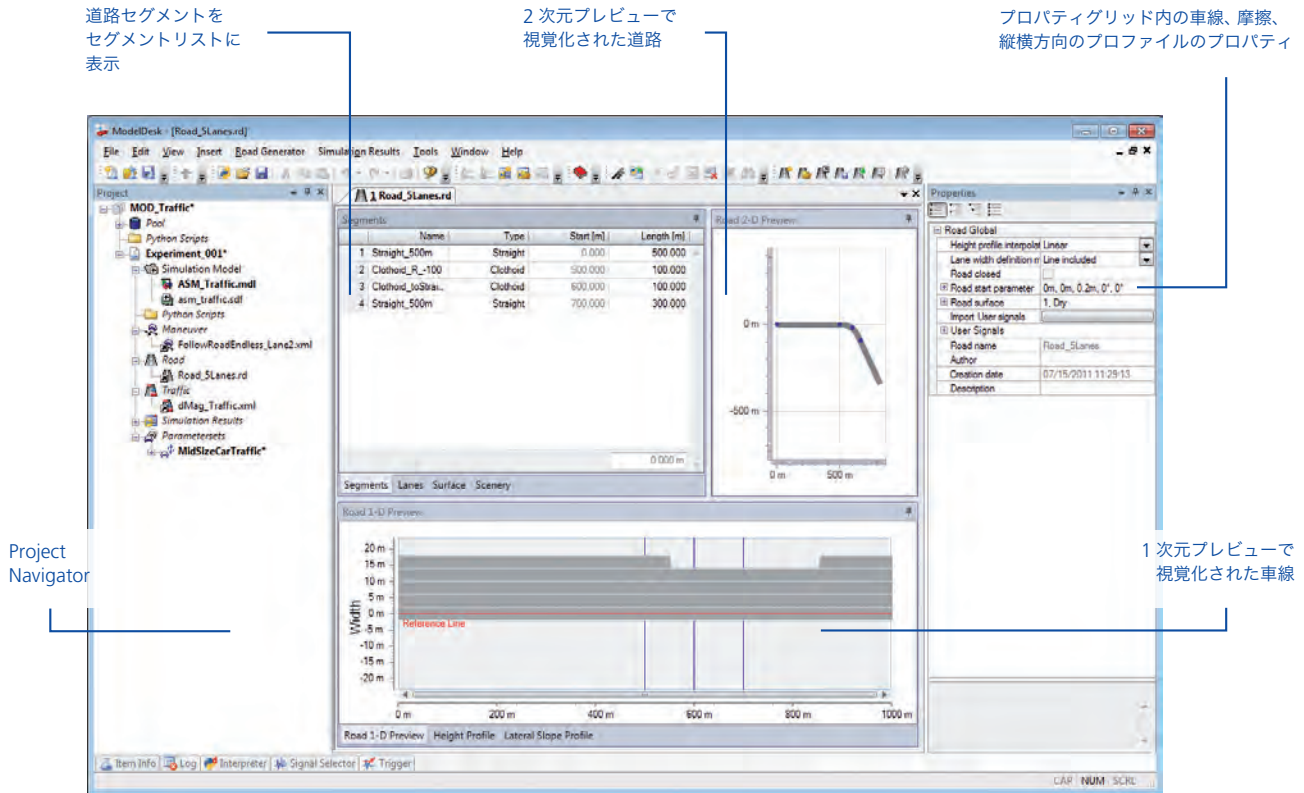 道路セグメントを
セグメントリストに
表示
2 次元プレビューで
視覚化された道路
プロパティグリッド内の車線、摩擦、
縦横方向のプロファイルのプロパティ
ModelDesk - [Road_5Lanes.rd]
File Edit View Insert Road Generator Simulation Results Tools Window Help
Project
MOD_Traffic*
Pool
Python Scripts
Experiment_001*
Simulation Model
ASM_Traffic.mdl
asm_traffic.sdf
Python Scripts
Maneuver
FollowRoadEndless_Lane2.xml
Road
Road_5Lanes.rd
Traffic
dMag_Traffic.xml
Simulation Results
Parametersets
MidSizeCarTraffic*
1 Road_5Lanes.rd
Segments
Name Type Start [m] Length [m]
1 Straight_500m Straight 0.000 500.000
2 Clothoid_R_-100 Clothoid 500.000 100.000
3 Clothoid_toStrai... Clothoid 600.000 100.000
4 Straight_500m Straight 700.000 300.000
0.000 m
Segments Lanes Surface Scenery
Road 2-D Preview
0 m
-500 m
0 m 500 m
Properties
Road Global
Height profile interpolat Linear
Lane width definition m Line included
Road closed
Road start parameter 0m, 0m, 0.2m, 0°, 0°
Road surface 1, Dry
Import User signals
User Signals
Road name Road_5Lanes
Author
Creation date 07/15/2011 11:29:13
Description
Road 1-D Preview
Width
20 m
15 m
10 m
5 m
0 m
-5 m
-10 m
-15 m
-20 m
Reference Line
0 m 200 m 400 m 600 m 800 m 1000 m
Road 1-D Preview Height Profile Lateral Slope Profile
Project
Navigator
1 次元プレビューで
視覚化された車線
Item Info Log Interpreter Signal Selector Trigger
CAP NUM SCRL